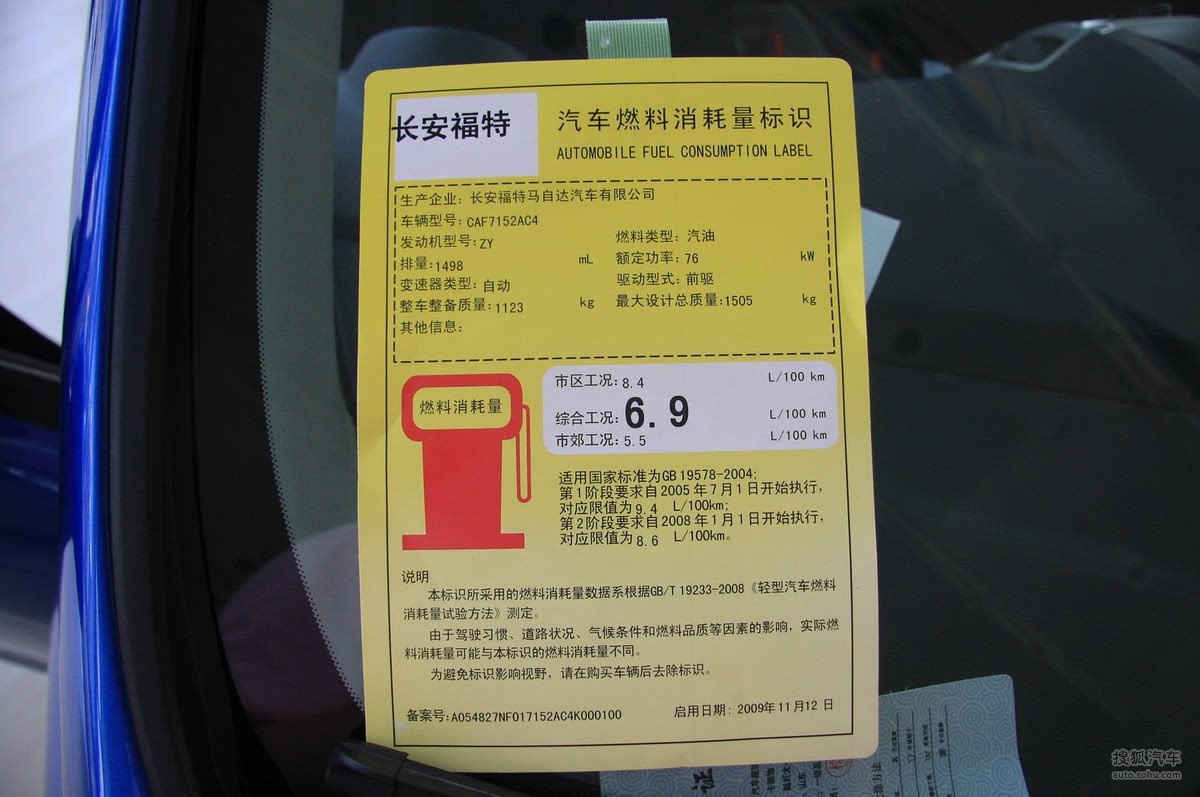 长安福特
汽车燃料消耗量标识
AUTOMOBILE FUEL CONSUMPTION LABEL
生产企业: 长安福特马自达汽车有限公司
车辆型号: CAF7152AC4
发动机型号: ZY
燃料类型: 汽油
排量: 1498 mL
额定功率: 76 kW
变速器类型: 自动
驱动型式: 前驱
整车整备质量: 1123 kg
最大设计总质量: 1505 kg
其他信息:
燃料消耗量
市区工况: 8.4 L/100 km
综合工况: 6.9 L/100 km
市郊工况: 5.5 L/100 km
适用国家标准为GB 19578-2004;
第1阶段要求自2005年7月1日开始执行,
对应限值为9.4 L/100km;
第2阶段要求自2008年1月1日开始执行,
对应限值为8.6 L/100km。
说明
本标识所采用的燃料消耗量数据系根据GB/T 19233-2008《轻型汽车燃料
消耗量试验方法》测定。
由于驾驶习惯、道路状况、气候条件和燃料品质等因素的影响, 实际燃
料消耗量可能与本标识的燃料消耗量不同。
为避免标识影响视野, 请在购买车辆后去除标识。
备案号: A054827NF017152AC4K000100
启用日期: 2009年11月12日
证
搜狐汽车
auto.sohu.com